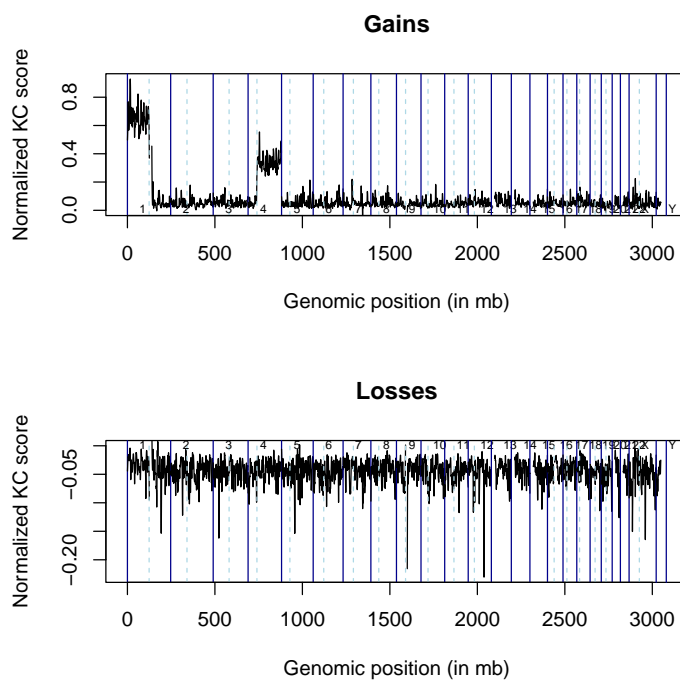 Gains
Normalized KC score
0.0 0.4 0.8
1 2 3 4 5 6 7 8 9 10 11 12 13 14 15 16 17 18
X Y
0 500 1000 1500 2000 2500 3000
Genomic position (in mb)
Losses
Normalized KC score
−0.20 −0.05
1 2 3 4 5 6 7 8 9 10 11 12 13 14 15 16 17 18 19
X Y
0 500 1000 1500 2000 2500 3000
Genomic position (in mb)